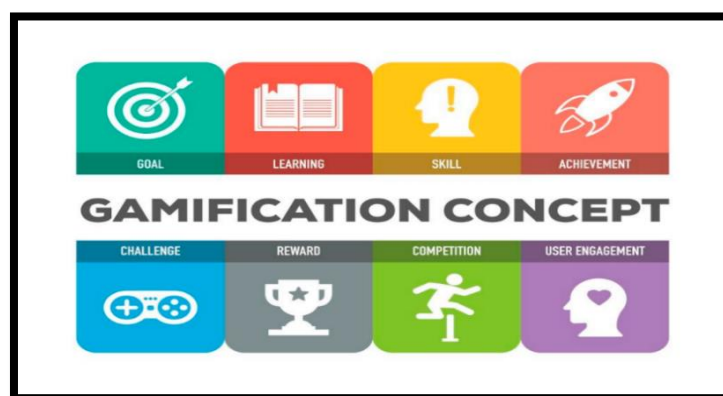 GOAL LEARNING SKILL ACHIEVEMENT
GAMIFICATION CONCEPT
CHALLENGE REWARD COMPETITION USER ENGAGEMENT